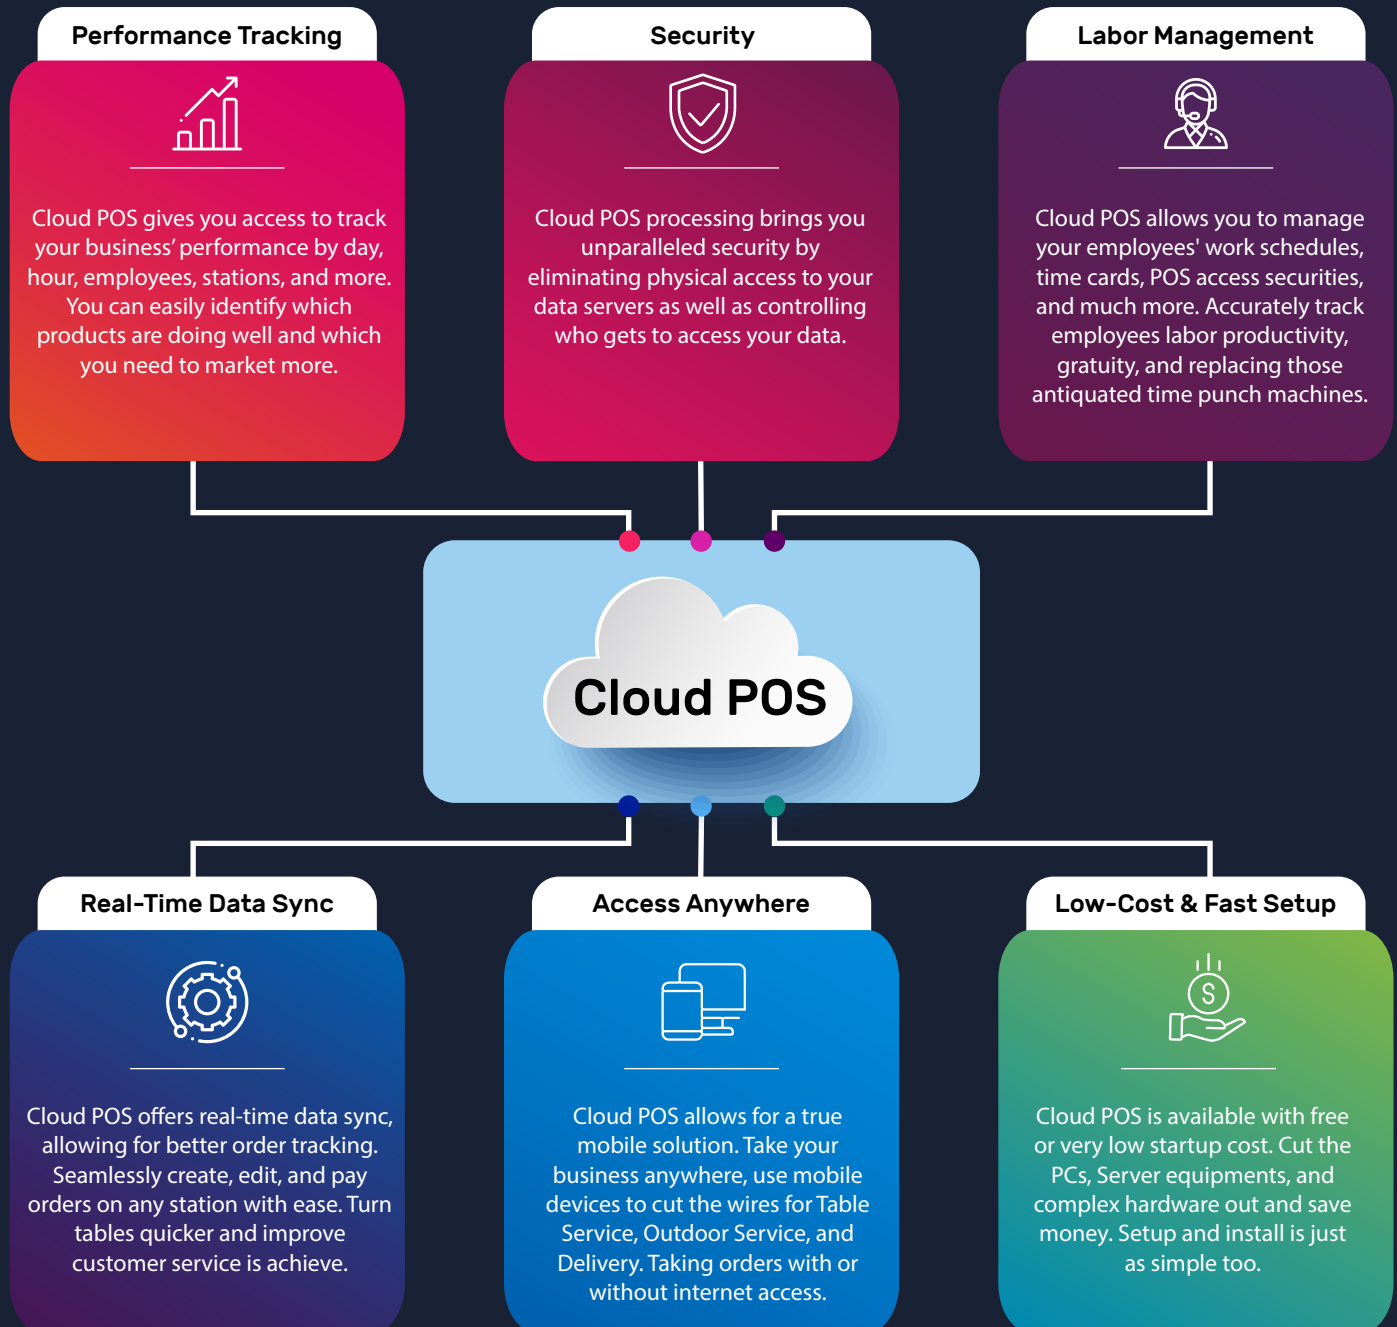 Performance Tracking
Cloud POS gives you access to track
your business’ performance by day,
hour, employees, stations, and more.
You can easily identify which
products are doing well and which
you need to market more.
Security
Cloud POS processing brings you
unparalleled security by
eliminating physical access to your
data servers as well as controlling
who gets to access your data.
Labor Management
Cloud POS allows you to manage
your employees' work schedules,
time cards, POS access securities,
and much more. Accurately track
employees labor productivity,
gratuity, and replacing those
antiquated time punch machines.
Cloud POS
Real-Time Data Sync
Cloud POS offers real-time data sync,
allowing for better order tracking.
Seamlessly create, edit, and pay
orders on any station with ease. Turn
tables quicker and improve
customer service is achieve.
Access Anywhere
Cloud POS allows for a true
mobile solution. Take your
business anywhere, use mobile
devices to cut the wires for Table
Service, Outdoor Service, and
Delivery. Taking orders with or
without internet access.
Low-Cost & Fast Setup
$
Cloud POS is available with free
or very low startup cost. Cut the
PCs, Server equipments, and
complex hardware out and save
money. Setup and install is just
as simple too.